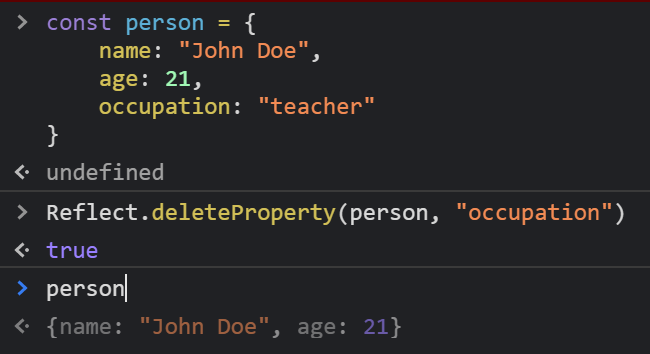 > const person = {
    name: "John Doe",
    age: 21,
    occupation: "teacher"
}
undefined
> Reflect.deleteProperty(person, "occupation")
true
> person
{name: "John Doe", age: 21}